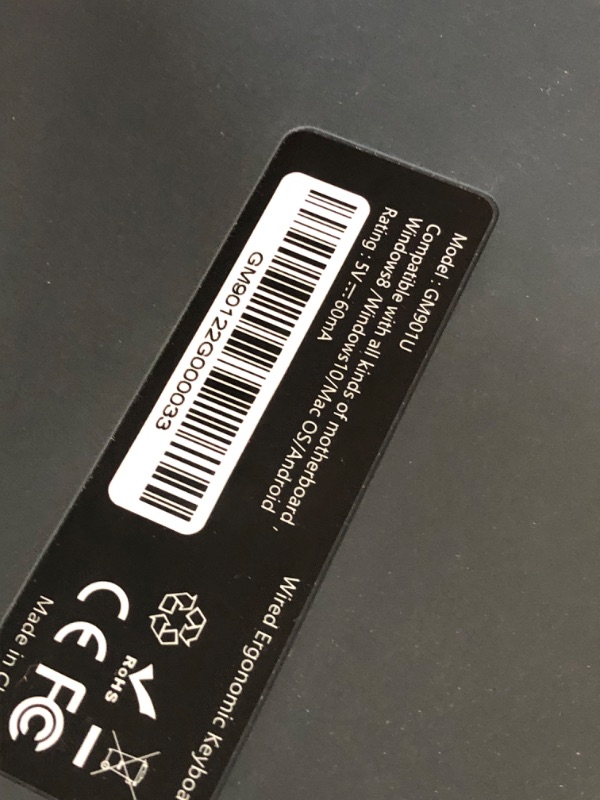 Model : GM901U
Compatible with all kinds of motherboard ,
Windows8 /Windows10/Mac OS/Android
Rating : 5V⎓60mA
GM90122G0000033
Wired Ergonomic Keyboa
RoHS
CE FC
Made in C